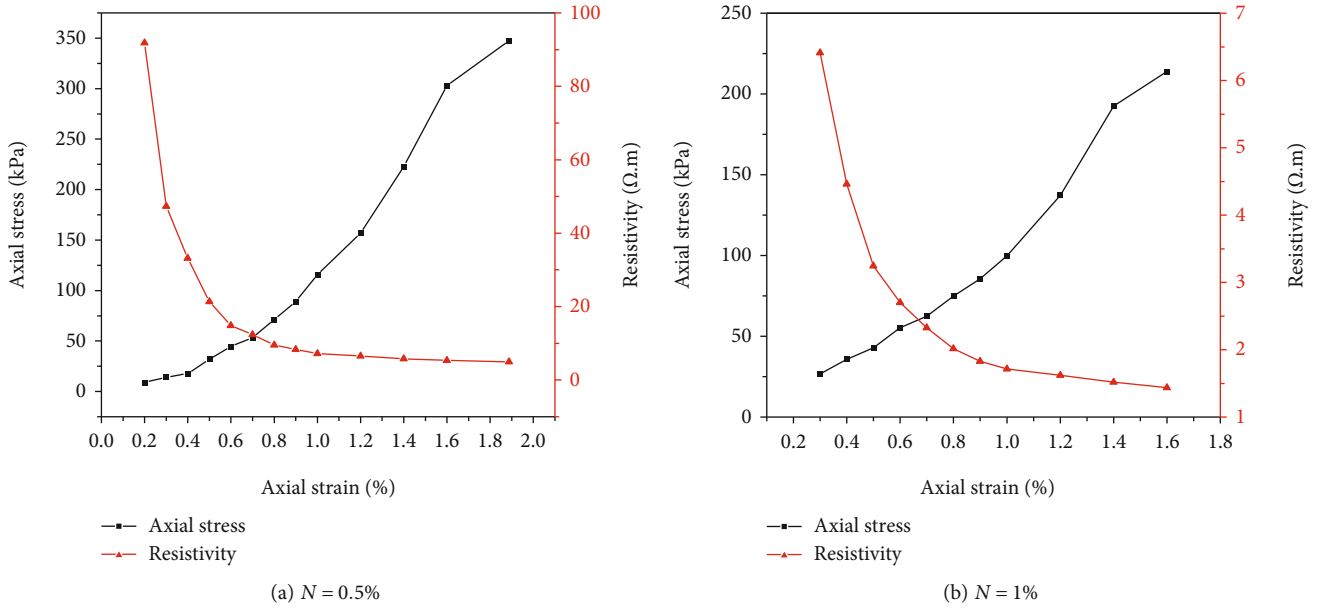 350
300
250
200
150
100
50
0
Axial stress (kPa)
100
80
60
40
20
0
Resistivity (Ω.m)
0.0 0.2 0.4 0.6 0.8 1.0 1.2 1.4 1.6 1.8 2.0
Axial strain (%)
Axial stress
Resistivity
(a) N = 0.5%
250
200
150
100
50
0
Axial stress (kPa)
7
6
5
4
3
2
1
Resistivity (Ω.m)
0.2 0.4 0.6 0.8 1.0 1.2 1.4 1.6 1.8
Axial strain (%)
Axial stress
Resistivity
(b) N = 1%